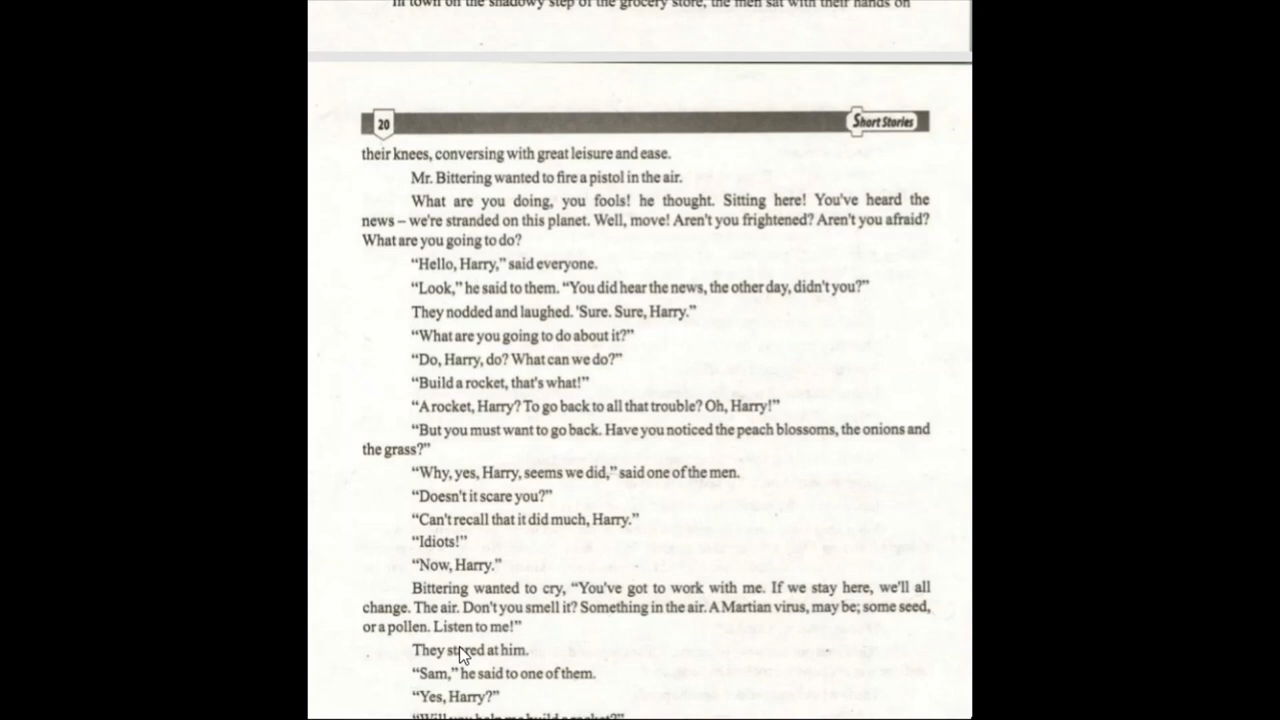 In town on the shadowy step of the grocery store, the men sat with their hands on
20
Short Stories
their knees, conversing with great leisure and ease.
Mr. Bittering wanted to fire a pistol in the air.
What are you doing, you fools! he thought. Sitting here! You've heard the
news – we're stranded on this planet. Well, move! Aren't you frightened? Aren't you afraid?
What are you going to do?
“Hello, Harry,” said everyone.
“Look,” he said to them. “You did hear the news, the other day, didn't you?”
They nodded and laughed. 'Sure. Sure, Harry.”
“What are you going to do about it?”
“Do, Harry, do? What can we do?”
“Build a rocket, that's what!”
“A rocket, Harry? To go back to all that trouble? Oh, Harry!”
“But you must want to go back. Have you noticed the peach blossoms, the onions and
the grass?”
“Why, yes, Harry, seems we did,” said one of the men.
“Doesn't it scare you?”
“Can't recall that it did much, Harry.”
“Idiots!”
“Now, Harry.”
Bittering wanted to cry, “You've got to work with me. If we stay here, we'll all
change. The air. Don't you smell it? Something in the air. A Martian virus, may be; some seed,
or a pollen. Listen to me!”
They stared at him.
“Sam,” he said to one of them.
“Yes, Harry?”
“Will you help me build a rocket?”